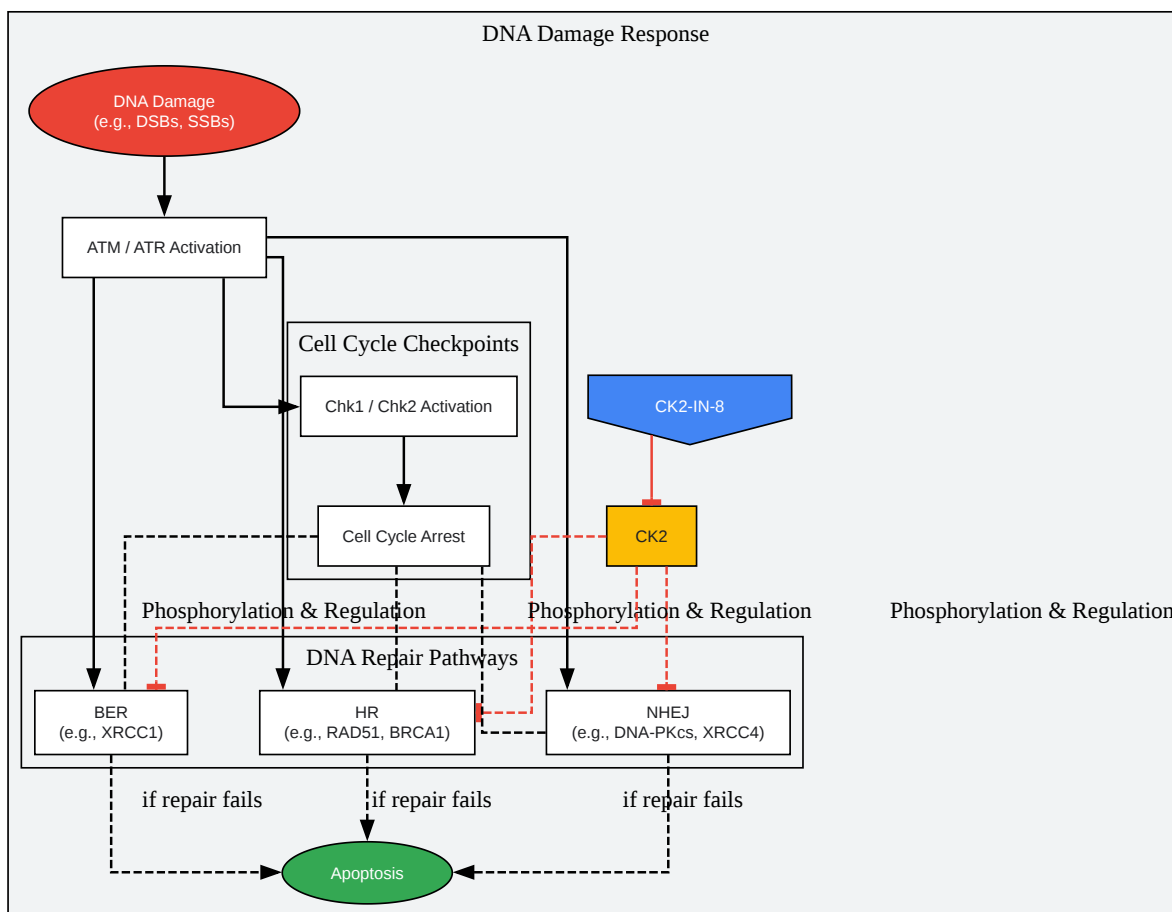 DNA Damage Response
DNA Damage
(e.g., DSBs, SSBs)
ATM / ATR Activation
Cell Cycle Checkpoints
Chk1 / Chk2 Activation
CK2-IN-8
Cell Cycle Arrest
CK2
Phosphorylation & Regulation
Phosphorylation & Regulation
Phosphorylation & Regulation
DNA Repair Pathways
BER
(e.g., XRCC1)
HR
(e.g., RAD51, BRCA1)
NHEJ
(e.g., DNA-PKcs, XRCC4)
if repair fails
if repair fails
if repair fails
Apoptosis